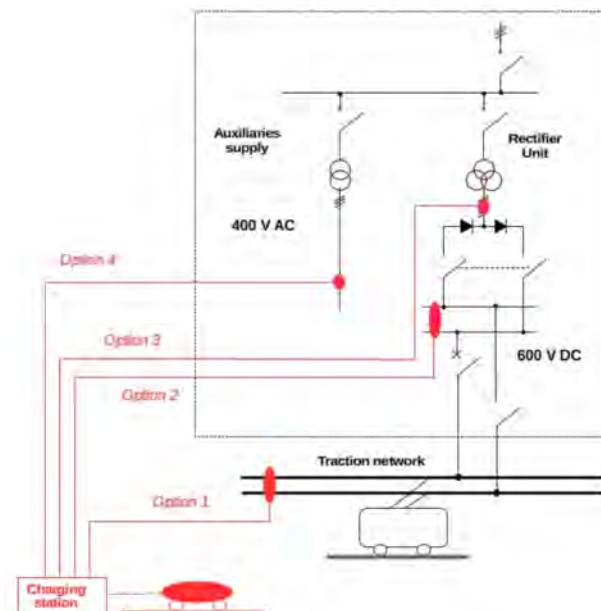 Auxiliaries
supply
Rectifier
Unit
400 V AC
Option 4
Option 3
600 V DC
Option 2
Traction network
Option 1
Charging
station